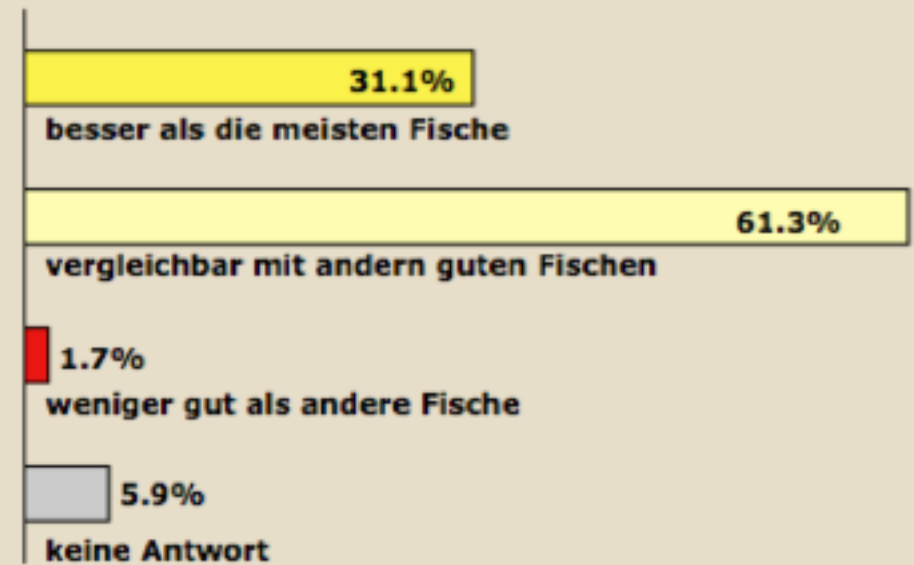 31.1%
besser als die meisten Fische
61.3%
vergleichbar mit andern guten Fischen
1.7%
weniger gut als andere Fische
5.9%
keine Antwort